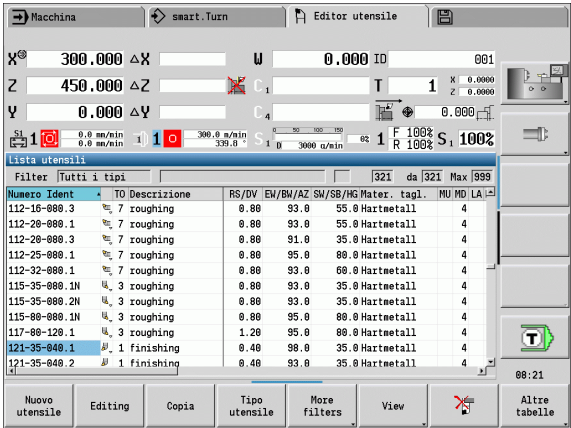 Macchina smart.Turn Editor utensile
X 300.000 ΔX W 0.000 ID 001
Z 450.000 ΔZ C 1 T 1 X 0.0000
Z 0.0000
Y 0.000 ΔY C 4 0.000
S1 1 0.0 mm/min 0.0 mm/min 1 1 300.0 m/min 339.8 ° S 1 0 50 100 150 D 3000 α/min 0% 1 F 100% R 100% S 1 100%
Lista utensili
Filter Tutti i tipi 321 da 321 Max 999
Numero Ident TO Descrizione RS/DV EW/BW/AZ SW/SB/HG Mater. tagl. MU MD LA
112-16-080.3 7 roughing 0.80 93.0 55.0 Hartmetall 4
112-20-080.1 7 roughing 0.80 93.0 55.0 Hartmetall 4
112-20-080.3 7 roughing 0.80 91.0 35.0 Hartmetall 4
112-25-080.1 7 roughing 0.80 95.0 80.0 Hartmetall 4
112-32-080.1 7 roughing 0.80 93.0 60.0 Hartmetall 4
115-35-080.1N 3 roughing 0.80 93.0 35.0 Hartmetall 4
115-35-080.2N 3 roughing 0.80 93.0 35.0 Hartmetall 4
115-80-080.1N 3 roughing 0.80 95.0 80.0 Hartmetall 4
117-80-120.1 3 roughing 1.20 95.0 80.0 Hartmetall 4
121-35-040.1 1 finishing 0.40 98.0 35.0 Hartmetall 4
121-35-040.2 1 finishing 0.40 93.0 35.0 Hartmetall 4
T
08:21
Nuovo utensile Editing Copia Tipo utensile More filters View Altre tabelle